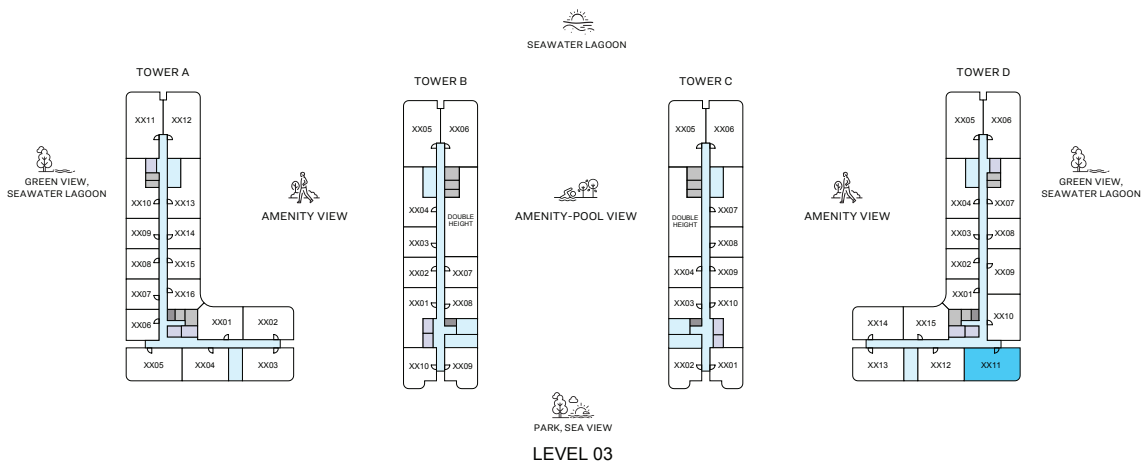 SEAWATER LAGOON
TOWER A
TOWER B
TOWER C
TOWER D
XX11 XX12
XX10 XX13
XX09 XX14
XX08 XX15
XX07 XX16
XX06 XX01 XX02
XX05 XX04 XX03
XX05 XX06
XX04 DOUBLE
HEIGHT
XX03
XX02 XX07
XX01 XX08
XX10 XX09
XX05 XX06
XX07
DOUBLE
HEIGHT
XX08
XX04 XX09
XX03 XX10
XX02 XX01
XX05 XX06
XX04 XX07
XX03
XX09
XX02
XX01
XX10
XX14 XX15
XX13 XX12 XX11
GREEN VIEW,
SEAWATER LAGOON
AMENITY VIEW
AMENITY-POOL VIEW
AMENITY VIEW
GREEN VIEW,
SEAWATER LAGOON
PARK, SEA VIEW
LEVEL 03